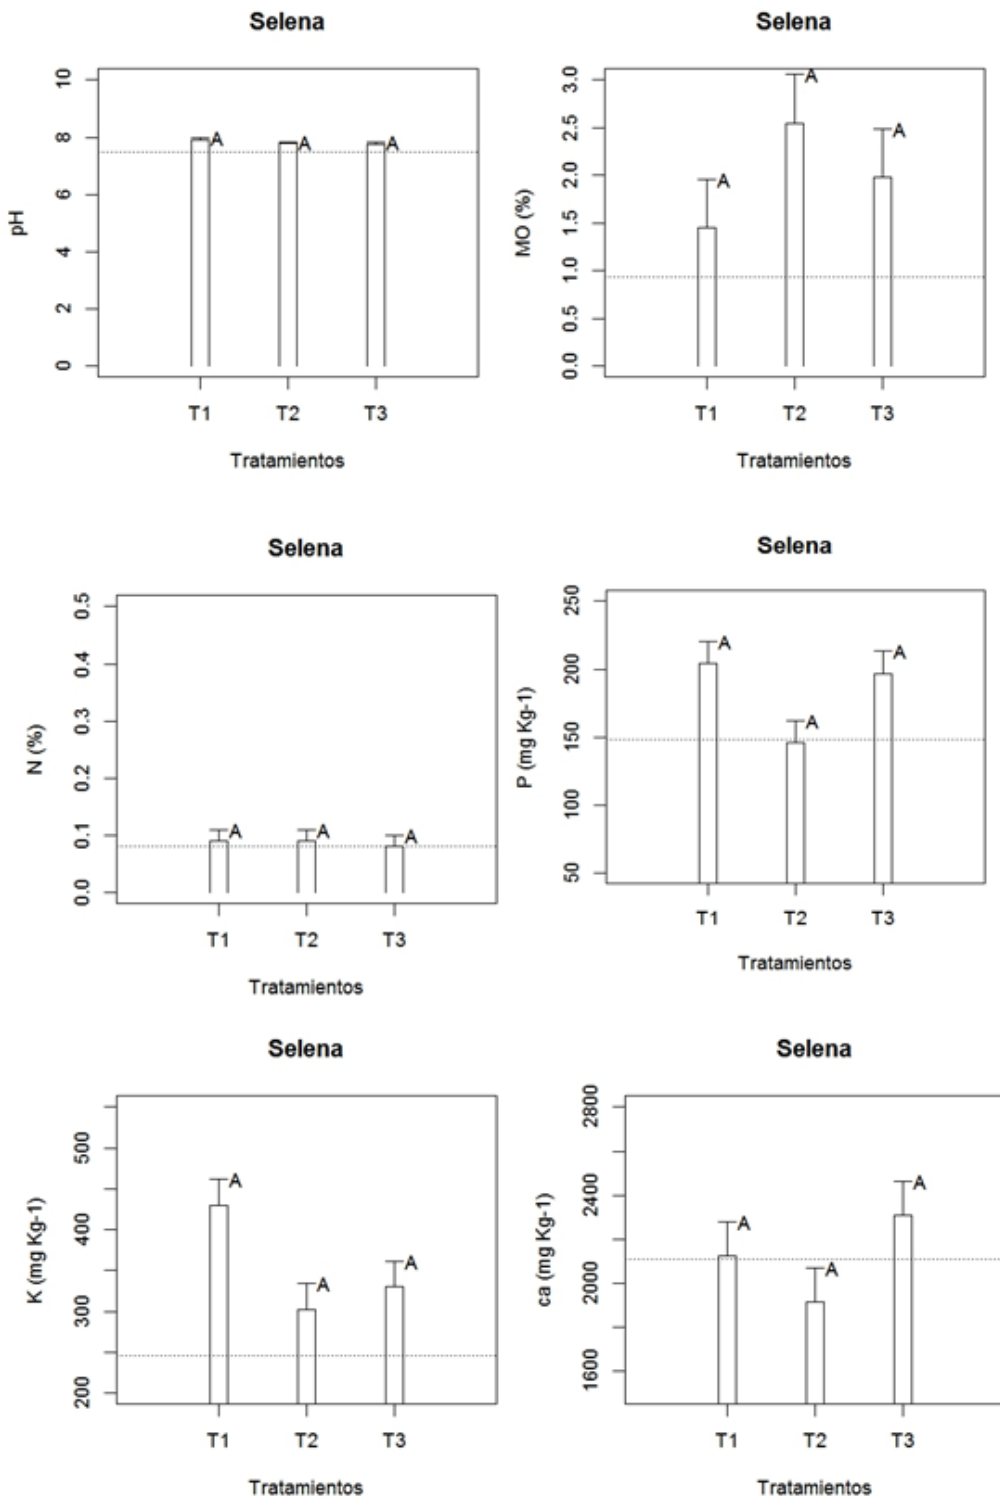 Selena
pH
10
8
6
4
2
0
A
A
A
T1
T2
T3
Tratamientos
Selena
MO (%)
3.0
2.5
2.0
1.5
1.0
0.5
0.0
A
A
A
T1
T2
T3
Tratamientos
Selena
N (%)
0.5
0.4
0.3
0.2
0.1
0.0
A
A
A
T1
T2
T3
Tratamientos
Selena
P (mg Kg-1)
250
200
150
100
50
A
A
A
T1
T2
T3
Tratamientos
Selena
K (mg Kg-1)
500
400
300
200
A
A
A
T1
T2
T3
Tratamientos
Selena
ca (mg Kg-1)
2800
2400
2000
1600
A
A
A
T1
T2
T3
Tratamientos